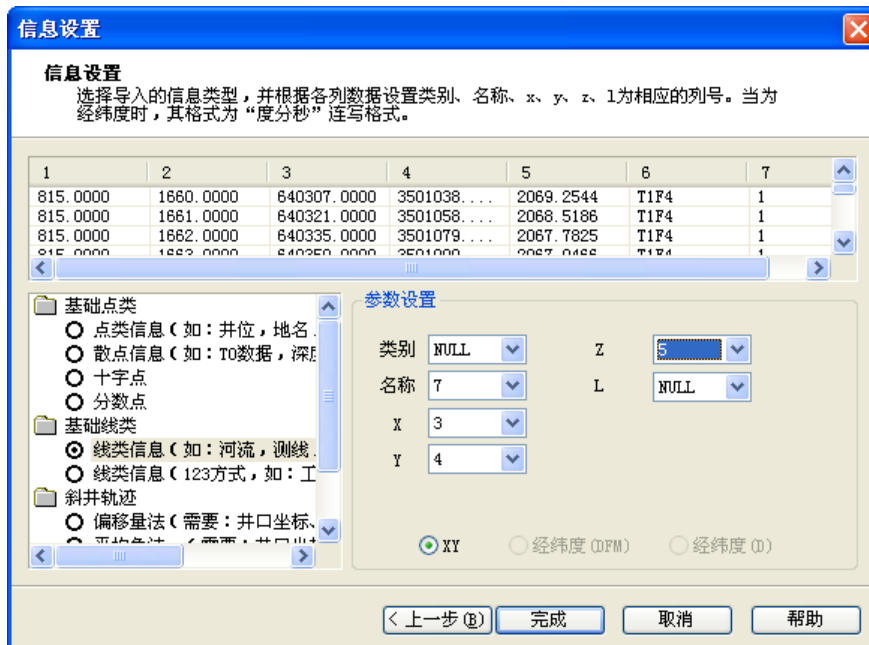 信息设置
信息设置
选择导入的信息类型，并根据各列数据设置类别、名称、x、y、z、l为相应的列号。当为
经纬度时，其格式为“度分秒”连写格式。
1 2 3 4 5 6 7
815.0000 1660.0000 640307.0000 3501038.... 2069.2544 T1F4 1
815.0000 1661.0000 640321.0000 3501058.... 2068.5186 T1F4 1
815.0000 1662.0000 640335.0000 3501079.... 2067.7825 T1F4 1
基础点类
点类信息(如：井位，地名.
散点信息(如：TO数据，深度
十字点
分数点
基础线类
线类信息(如：河流，测线.
线类信息(123方式，如：工
斜井轨迹
偏移量法(需要：井口坐标、
参数设置
类别 NULL Z 5
名称 7 L NULL
X 3
Y 4
XY 经纬度(DFM) 经纬度(D)
< 上一步(B) 完成 取消 帮助